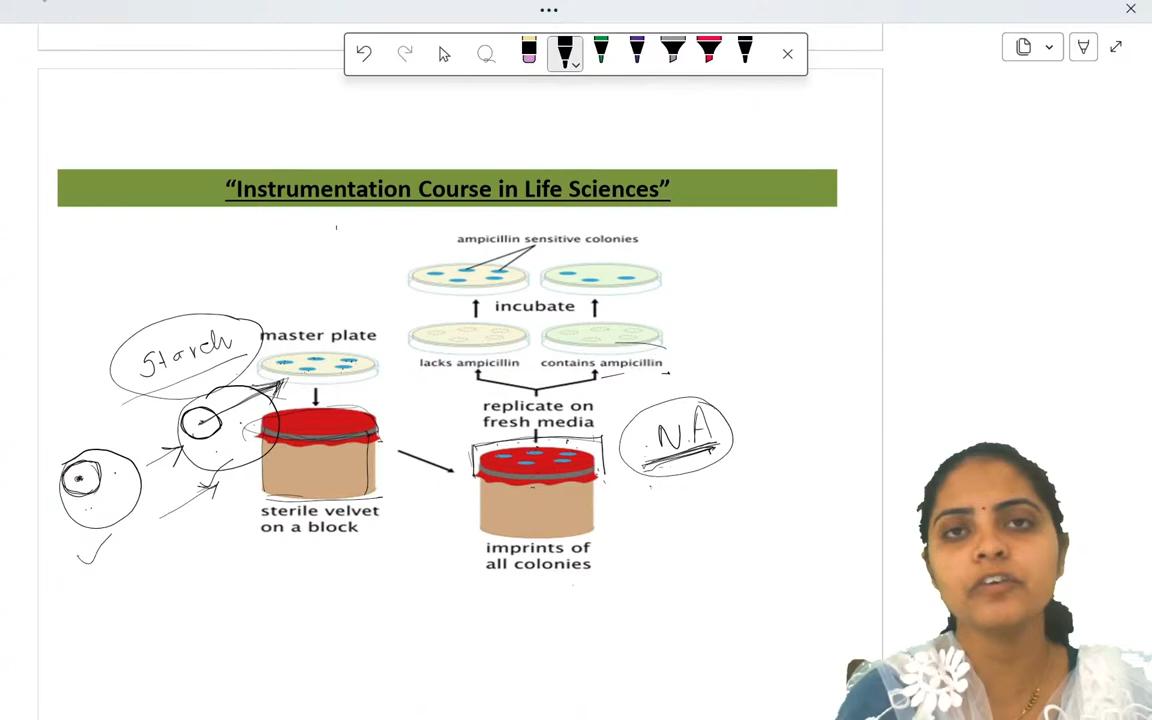 “Instrumentation Course in Life Sciences”
ampicillin sensitive colonies
incubate
lacks ampicillin
contains ampicillin
master plate
starch
replicate on
fresh media
NA
sterile velvet
on a block
imprints of
all colonies